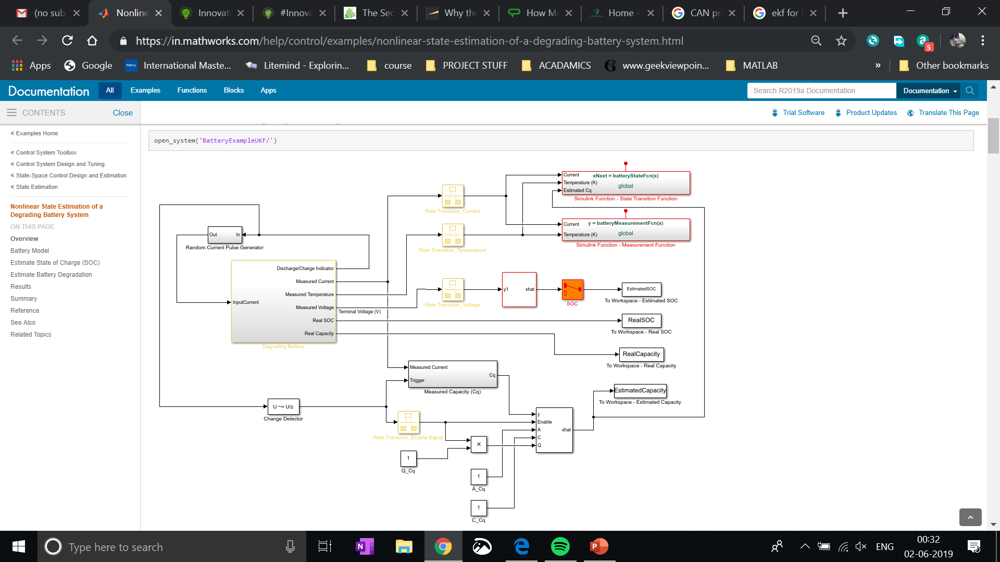 (no sub
Nonline
Innovat
#Innova
The Sec
Why the
How M
Home -
CAN pr
ekf for
https://in.mathworks.com/help/control/examples/nonlinear-state-estimation-of-a-degrading-battery-system.html
5
Apps
Google
International Maste...
Litemind - Explorin...
course
PROJECT STUFF
ACADAMICS
www.geekviewpoin...
MATLAB
»
Other bookmarks
Documentation
All
Examples
Functions
Blocks
Apps
Search R2019a Documentation
Documentation
CONTENTS
Close
Trial Software
Product Updates
Translate This Page
« Examples Home
« Control System Toolbox
« Control System Design and Tuning
« State-Space Control Design and Estimation
« State Estimation
Nonlinear State Estimation of a
Degrading Battery System
ON THIS PAGE
Overview
Battery Model
Estimate State of Charge (SOC)
Estimate Battery Degradation
Results
Summary
Reference
See Also
Related Topics
open_system('BatteryExampleUKF/')
Current
xNext = batteryStateFcn(x)
Temperature (K)
global
Estimated Cq
Simulink Function - State Transition Function
Rate Transition_Current
Current
y = batteryMeasurementFcn(x)
Temperature (K)
global
Simulink Function - Measurement Function
Rate Transition_Temperature
Out
In
Random Current Pulse Generator
Discharge/Charge Indicator
Measured Current
Measured Temperature
InputCurrent
Measured Voltage
Terminal Voltage (V)
Real SOC
Real Capacity
Degrading Battery
Rate Transition_Voltage
y1
xhat
SOC
EstimatedSOC
To Workspace - Estimated SOC
RealSOC
To Workspace - Real SOC
RealCapacity
To Workspace - Real Capacity
Measured Current
Cq
Trigger
Measured Capacity (Cq)
EstimatedCapacity
To Workspace - Estimated Capacity
U ~= U/z
Change Detector
Rate Transition_Enable Signal
y
Enable
A
xhat
C
Q
×
1
Q_Cq
1
A_Cq
1
C_Cq
Type here to search
N
P
ENG
00:32
02-06-2019